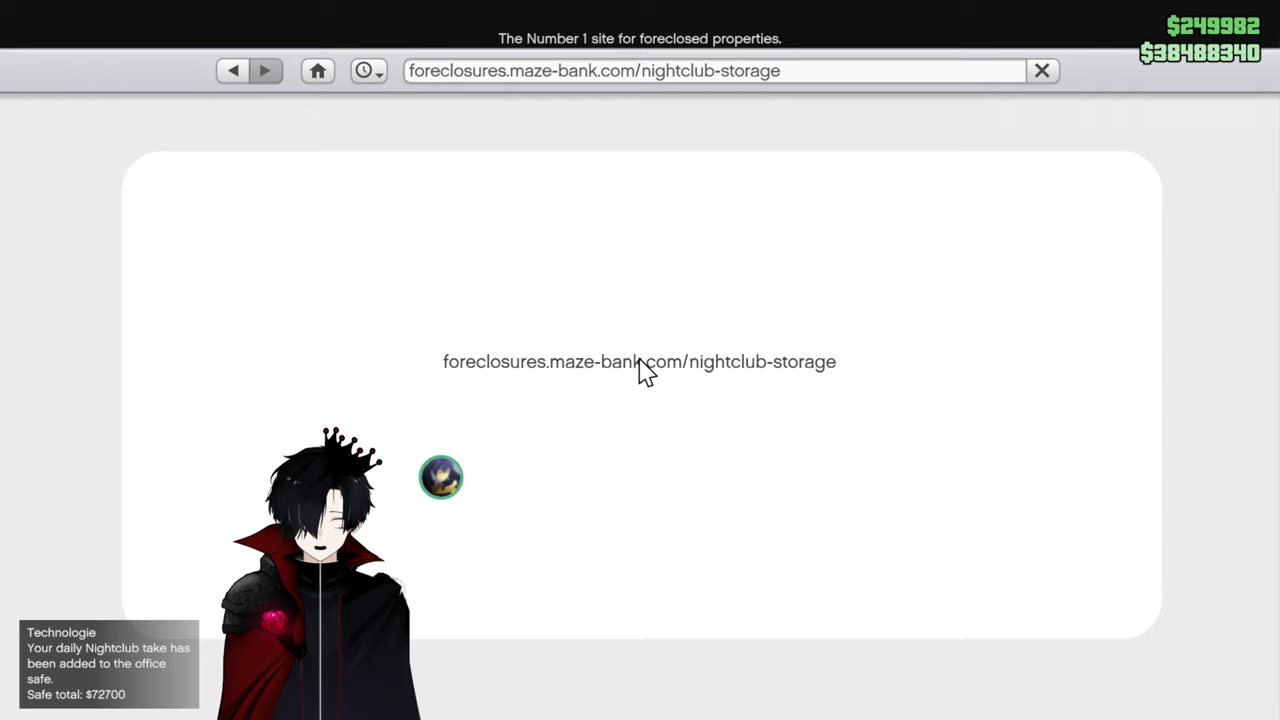 The Number 1 site for foreclosed properties.
$249982
$38488340
foreclosures.maze-bank.com/nightclub-storage
foreclosures.maze-bank.com/nightclub-storage
Technologie
Your daily Nightclub take has
been added to the office
safe.
Safe total: $72700